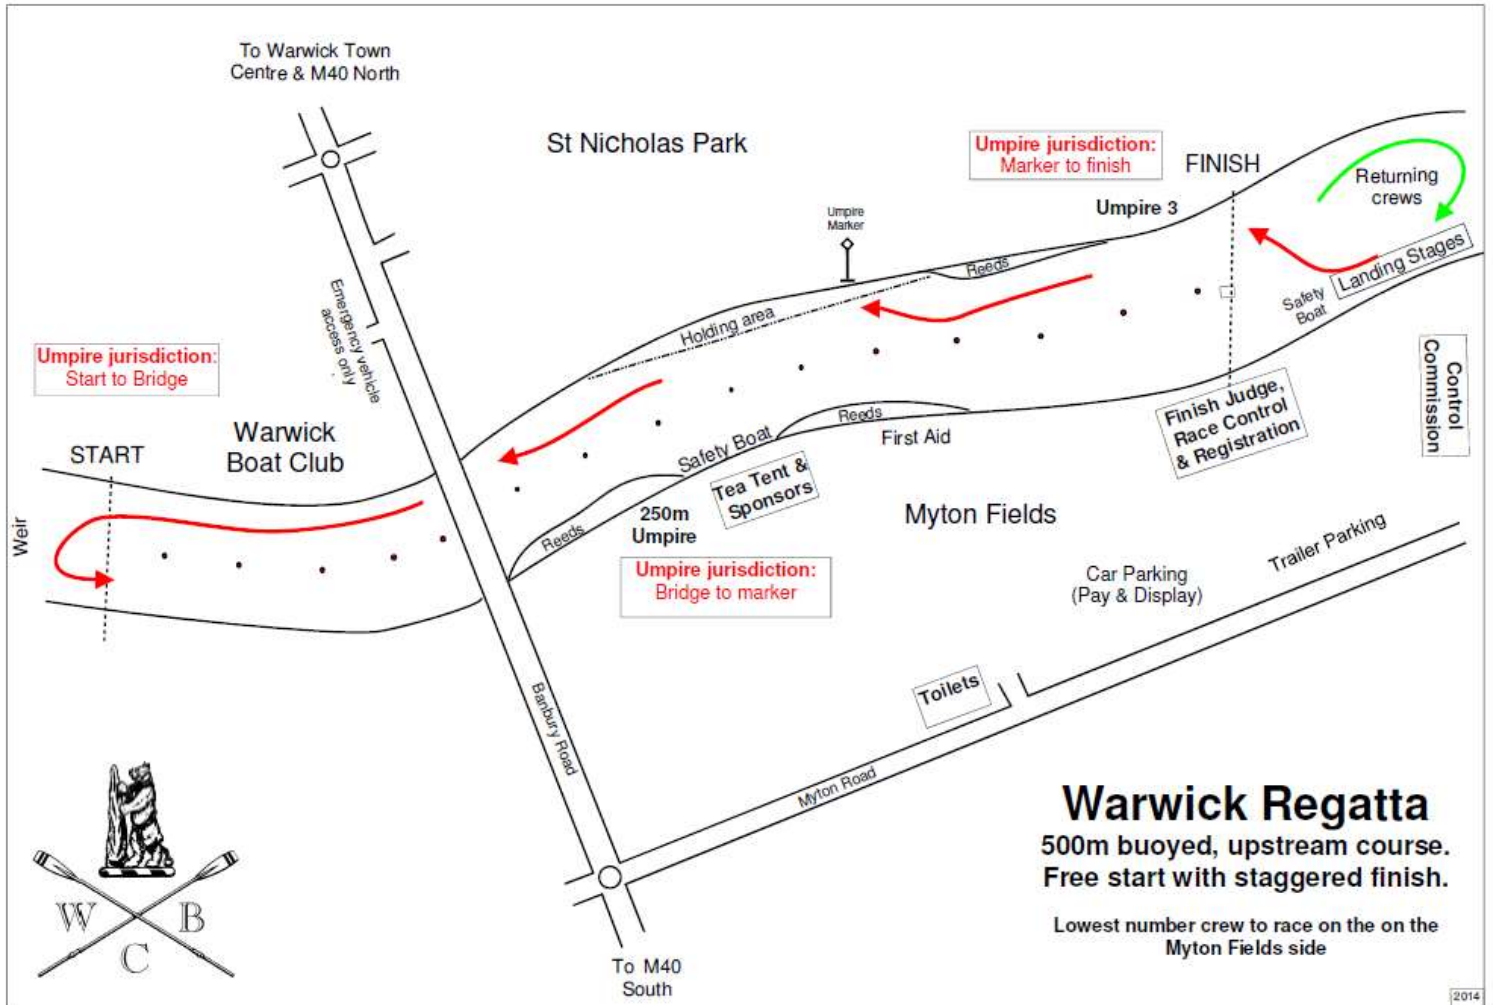 To Warwick Town
Centre & M40 North
St Nicholas Park
Umpire jurisdiction:
Marker to finish
FINISH
Returning
crews
Umpire 3
Umpire
Marker
Reeds
Landing Stages
Safety
Boat
Holding area
Emergency vehicle
access only
Umpire jurisdiction:
Start to Bridge
Control
Commission
Finish Judge,
Race Control
& Registration
Reeds
First Aid
Safety Boat
Tea Tent &
Sponsors
START
Warwick
Boat Club
Weir
250m
Umpire
Reeds
Myton Fields
Umpire jurisdiction:
Bridge to marker
Car Parking
(Pay & Display)
Trailer Parking
Toilets
Banbury Road
Myton Road
Warwick Regatta
500m buoyed, upstream course.
Free start with staggered finish.
Lowest number crew to race on the on the
Myton Fields side
W B
C
To M40
South
2014